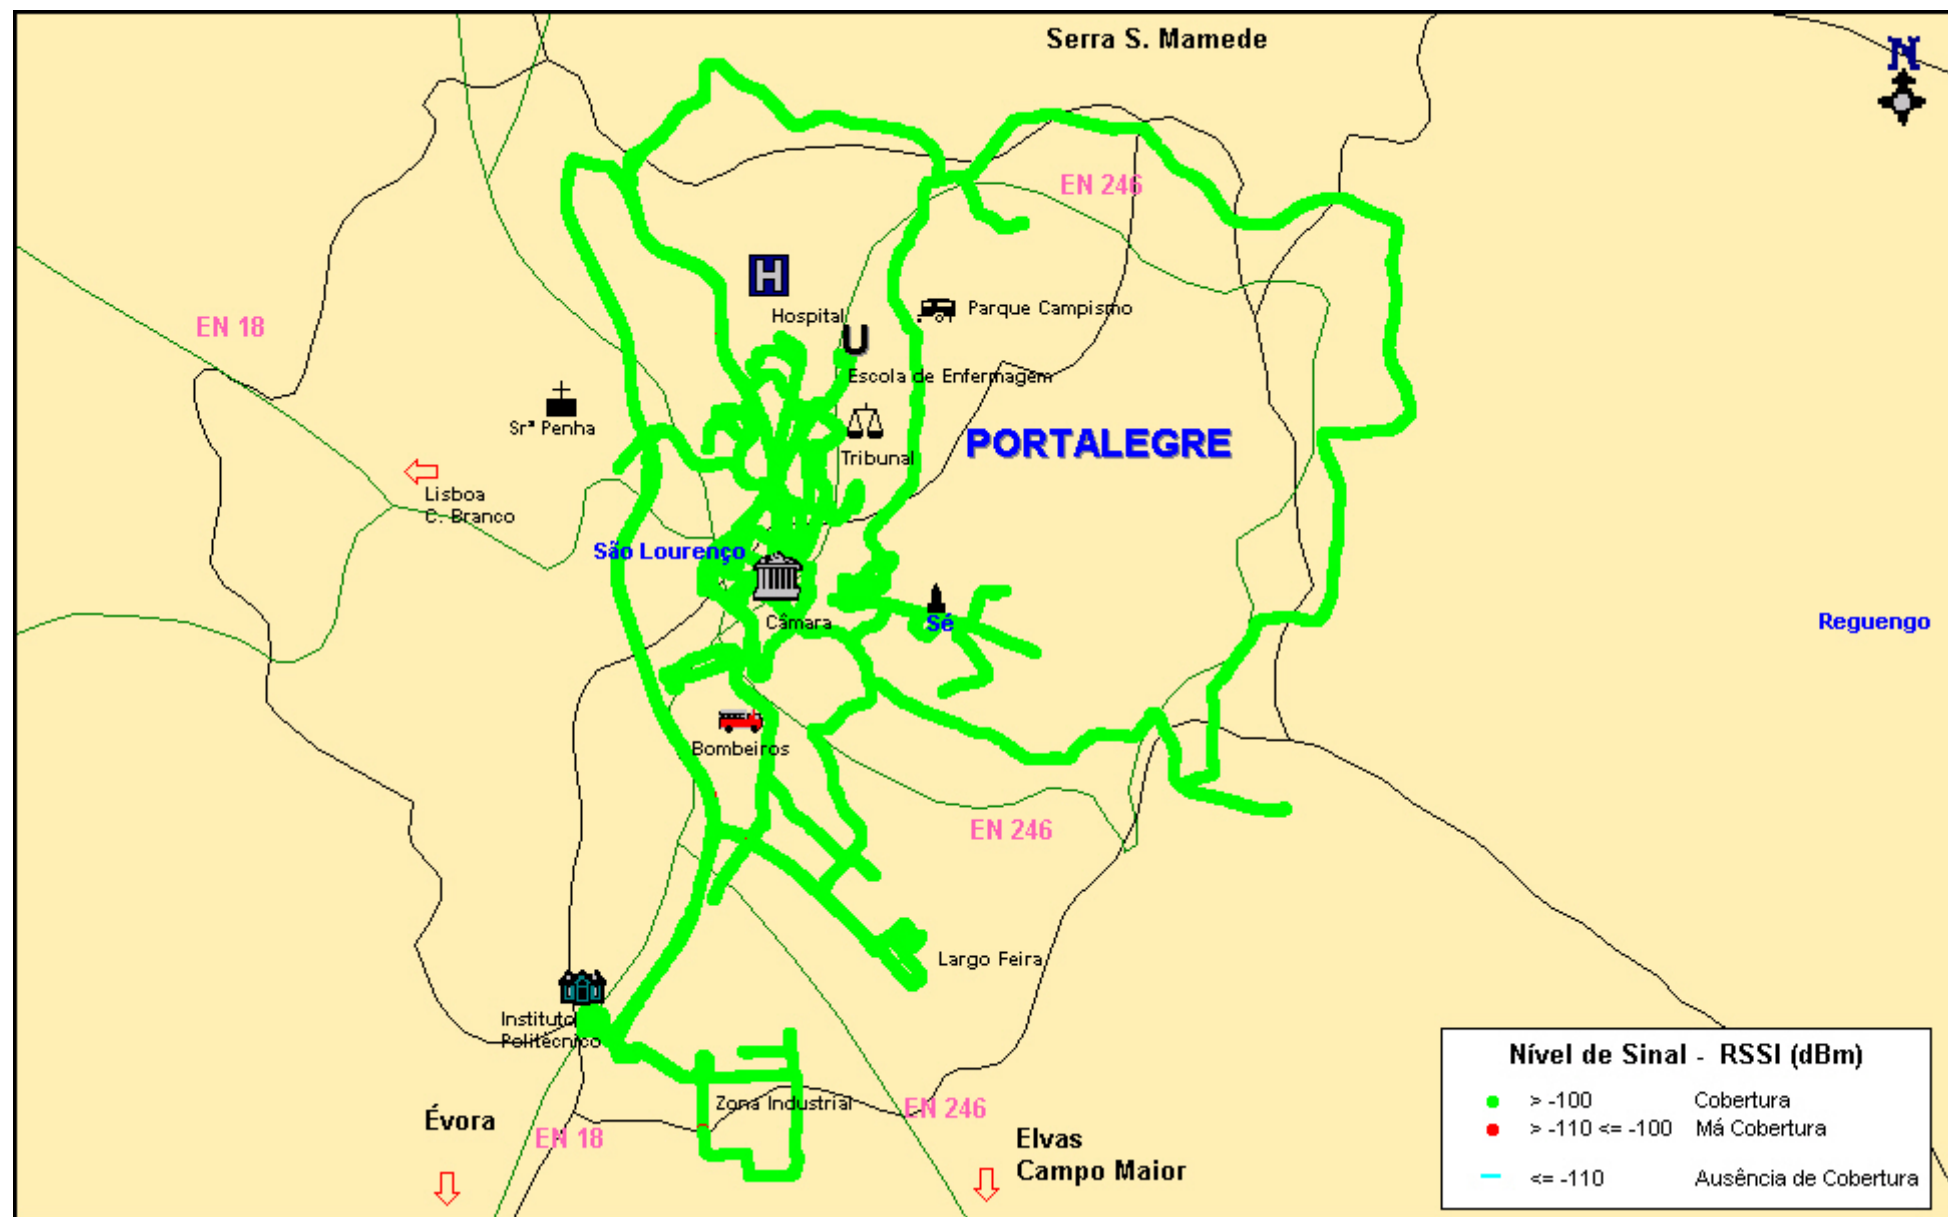 Serra S. Mamede
N
EN 246
H
Hospital
Parque Campismo
EN 18
U
Escola de Enfermagem
Srª Penha
PORTALEGRE
Tribunal
Lisboa
C. Branco
São Lourenço
Câmara
Sé
Reguengo
Bombeiros
EN 246
Largo Feira
Instituto
Politécnico
Zona Industrial
EN 246
Évora
EN 18
Elvas
Campo Maior
Nível de Sinal - RSSI (dBm)
> -100 Cobertura
> -110 <= -100 Má Cobertura
<= -110 Ausência de Cobertura